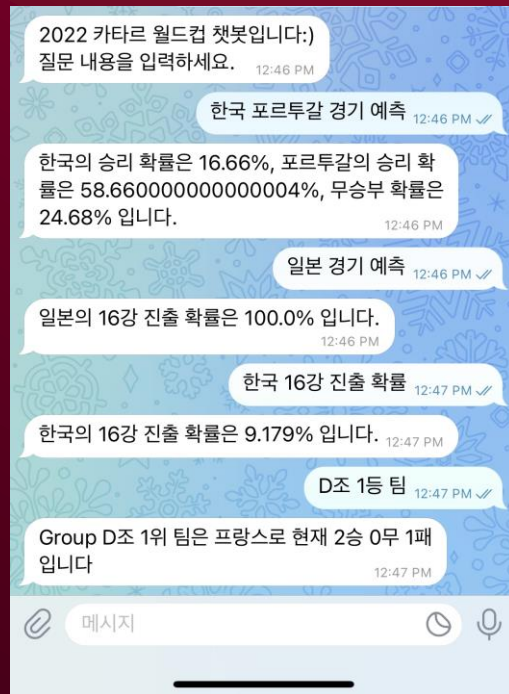 2022 카타르 월드컵 챗봇입니다:)
질문 내용을 입력하세요. 12:46 PM
한국 포르투갈 경기 예측 12:46 PM
한국의 승리 확률은 16.66%, 포르투갈의 승리 확
률은 58.660000000000004%, 무승부 확률은
24.68% 입니다. 12:46 PM
일본 경기 예측 12:46 PM
일본의 16강 진출 확률은 100.0% 입니다.
12:46 PM
한국 16강 진출 확률 12:47 PM
한국의 16강 진출 확률은 9.179% 입니다. 12:47 PM
D조 1등 팀 12:47 PM
Group D조 1위 팀은 프랑스로 현재 2승 0무 1패
입니다 12:47 PM
메시지